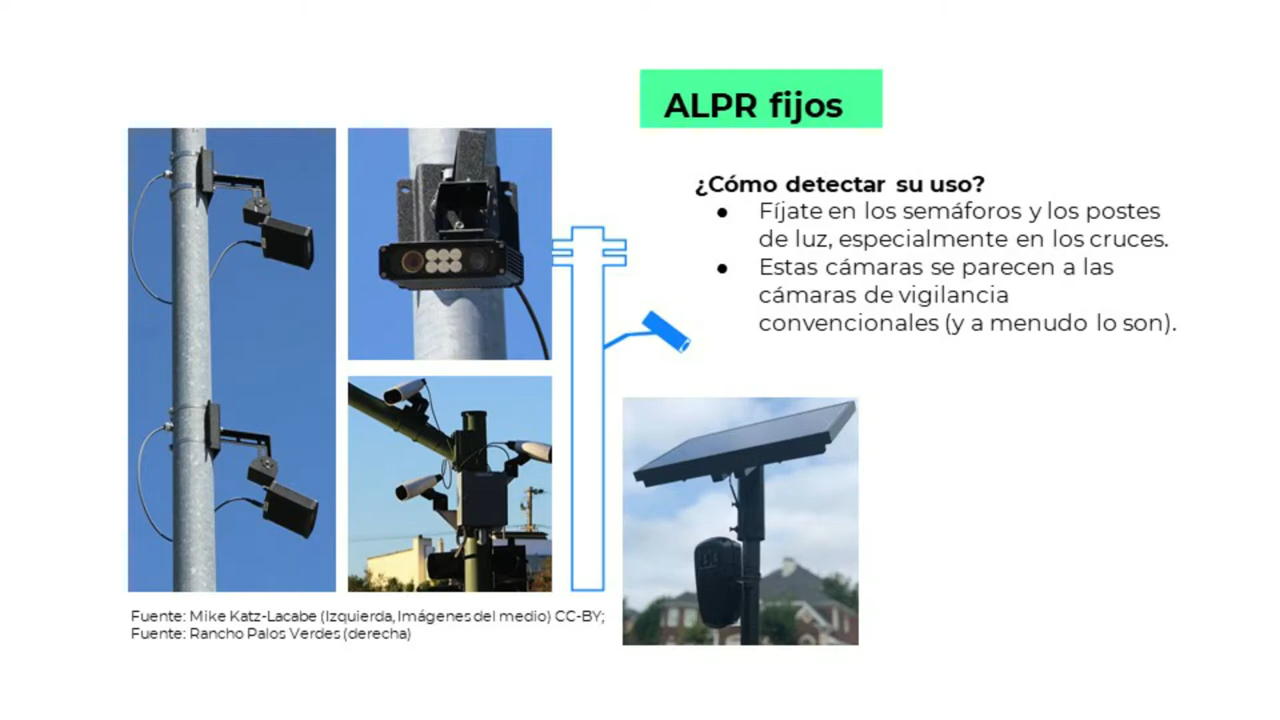 ALPR fijos
¿Cómo detectar su uso?
● Fíjate en los semáforos y los postes
de luz, especialmente en los cruces.
● Estas cámaras se parecen a las
cámaras de vigilancia
convencionales (y a menudo lo son).
Fuente: Mike Katz-Lacabe (Izquierda, Imágenes del medio) CC-BY;
Fuente: Rancho Palos Verdes (derecha)